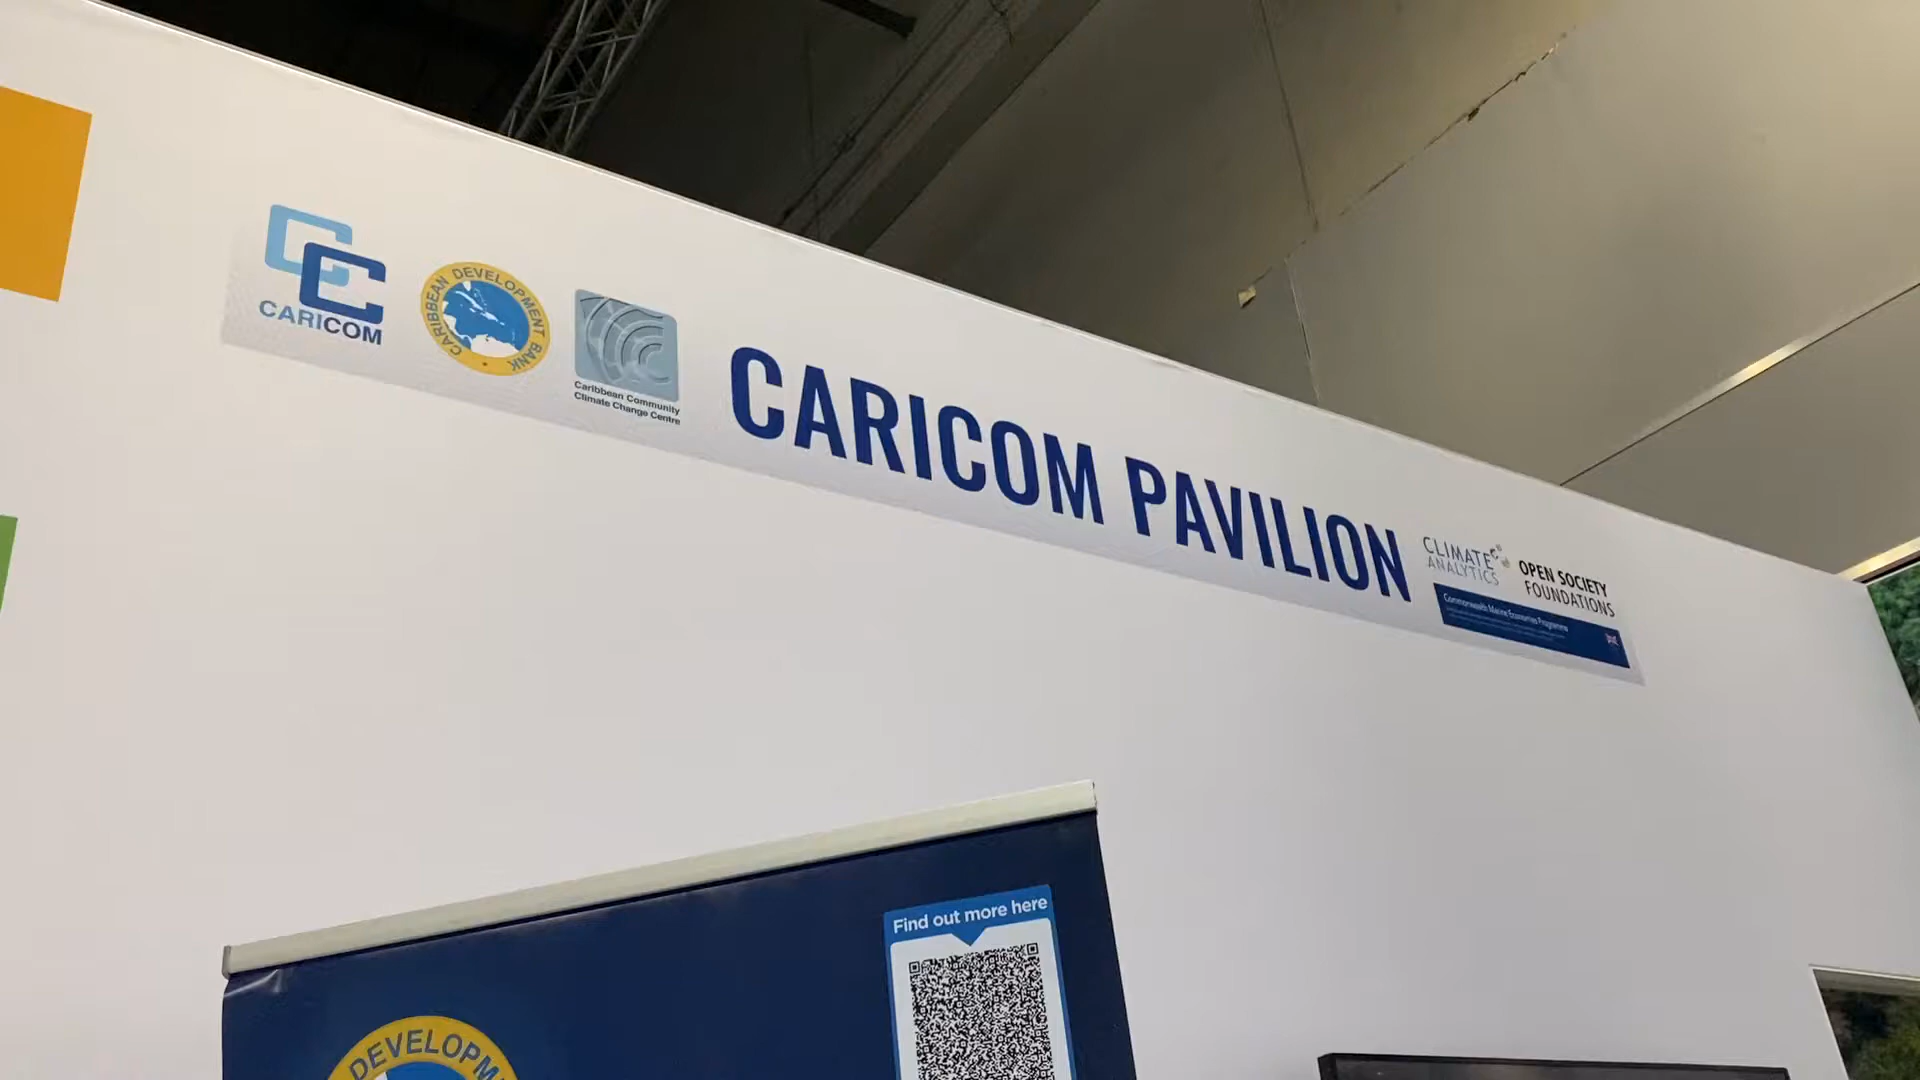 CARICOM
CARIBBEAN DEVELOPMENT BANK
Caribbean Community
Climate Change Centre
CARICOM PAVILION
CLIMATE
ANALYTICS
OPEN SOCIETY
FOUNDATIONS
Commonwealth Marine Economies Programme
Find out more here
DEVELOPM